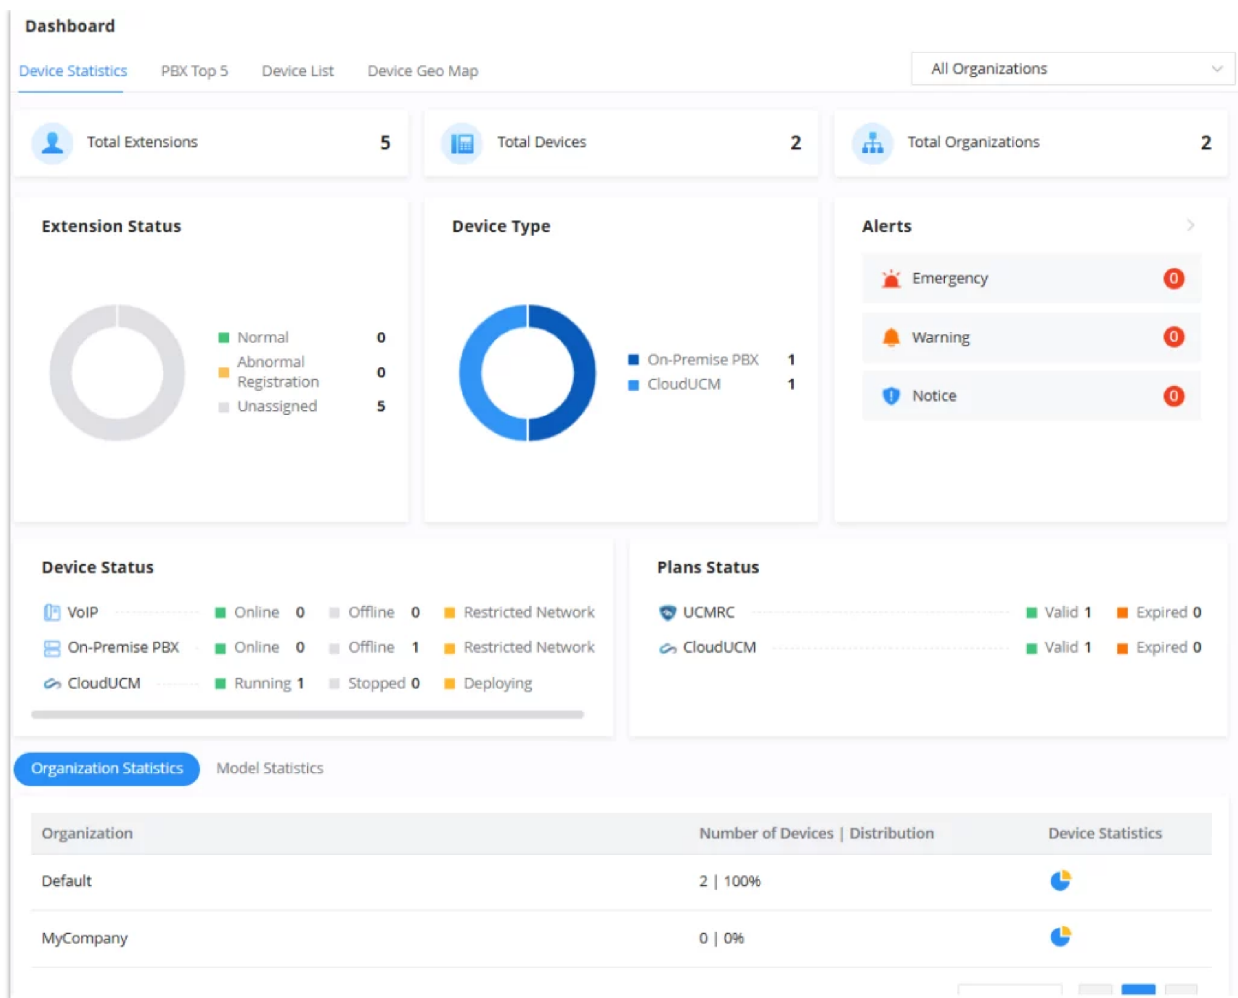 Dashboard
Device Statistics PBX Top 5 Device List Device Geo Map All Organizations
Total Extensions 5 Total Devices 2 Total Organizations 2
Extension Status
Normal 0
Abnormal
Registration 0
Unassigned 5
Device Type
On-Premise PBX 1
CloudUCM 1
Alerts
Emergency 0
Warning 0
Notice 0
Device Status
VoIP Online 0 Offline 0 Restricted Network
On-Premise PBX Online 0 Offline 1 Restricted Network
CloudUCM Running 1 Stopped 0 Deploying
Plans Status
UCMRC Valid 1 Expired 0
CloudUCM Valid 1 Expired 0
Organization Statistics Model Statistics
Organization Number of Devices | Distribution Device Statistics
Default 2 | 100%
MyCompany 0 | 0%